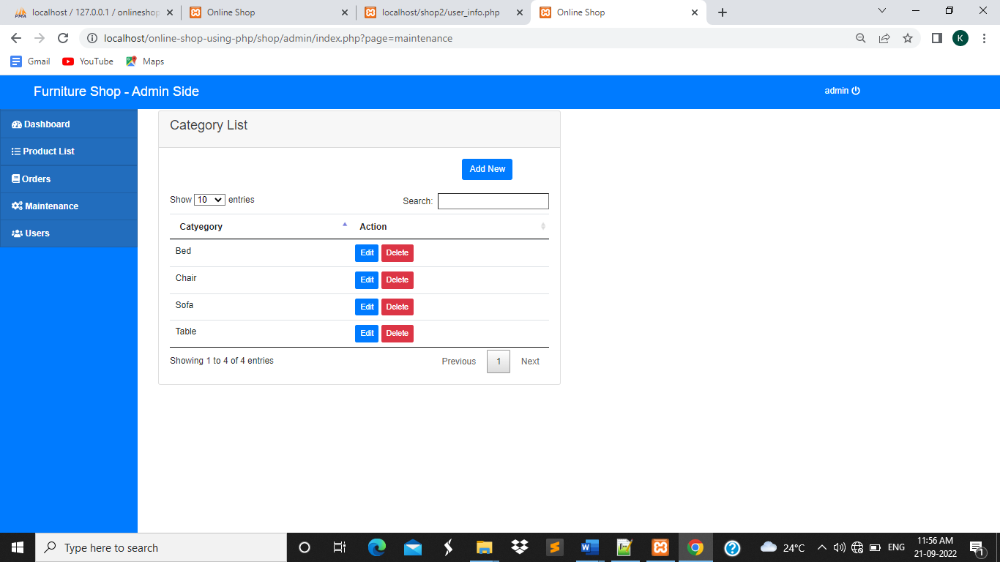 localhost / 127.0.0.1 / onlineshop
Online Shop
localhost/shop2/user_info.php
Online Shop
localhost/online-shop-using-php/shop/admin/index.php?page=maintenance
K
Gmail
YouTube
Maps
Furniture Shop - Admin Side
admin
Dashboard
Product List
Orders
Maintenance
Users
Category List
Add New
Show 10 entries
Search:
Catyegory Action
Bed Edit Delete
Chair Edit Delete
Sofa Edit Delete
Table Edit Delete
Showing 1 to 4 of 4 entries
Previous 1 Next
Type here to search
24°C
ENG
11:56 AM
21-09-2022
1